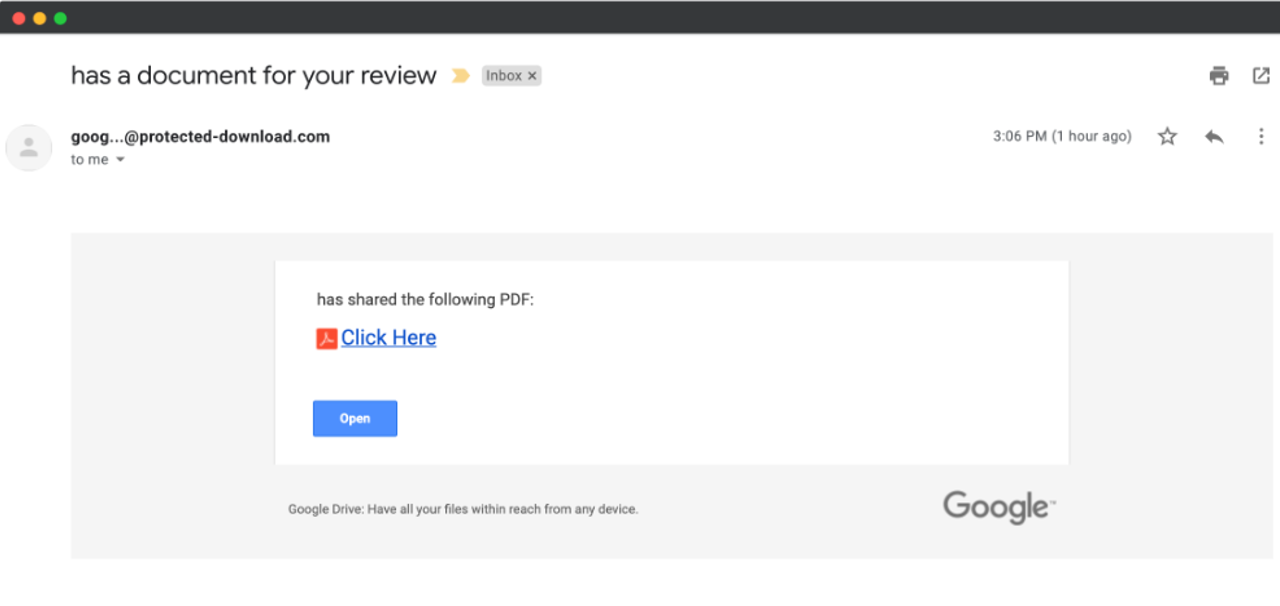 has a document for your review Inbox ×
goog...@protected-download.com 3:06 PM (1 hour ago)
to me
has shared the following PDF:
Click Here
Open
Google Drive: Have all your files within reach from any device. Google™